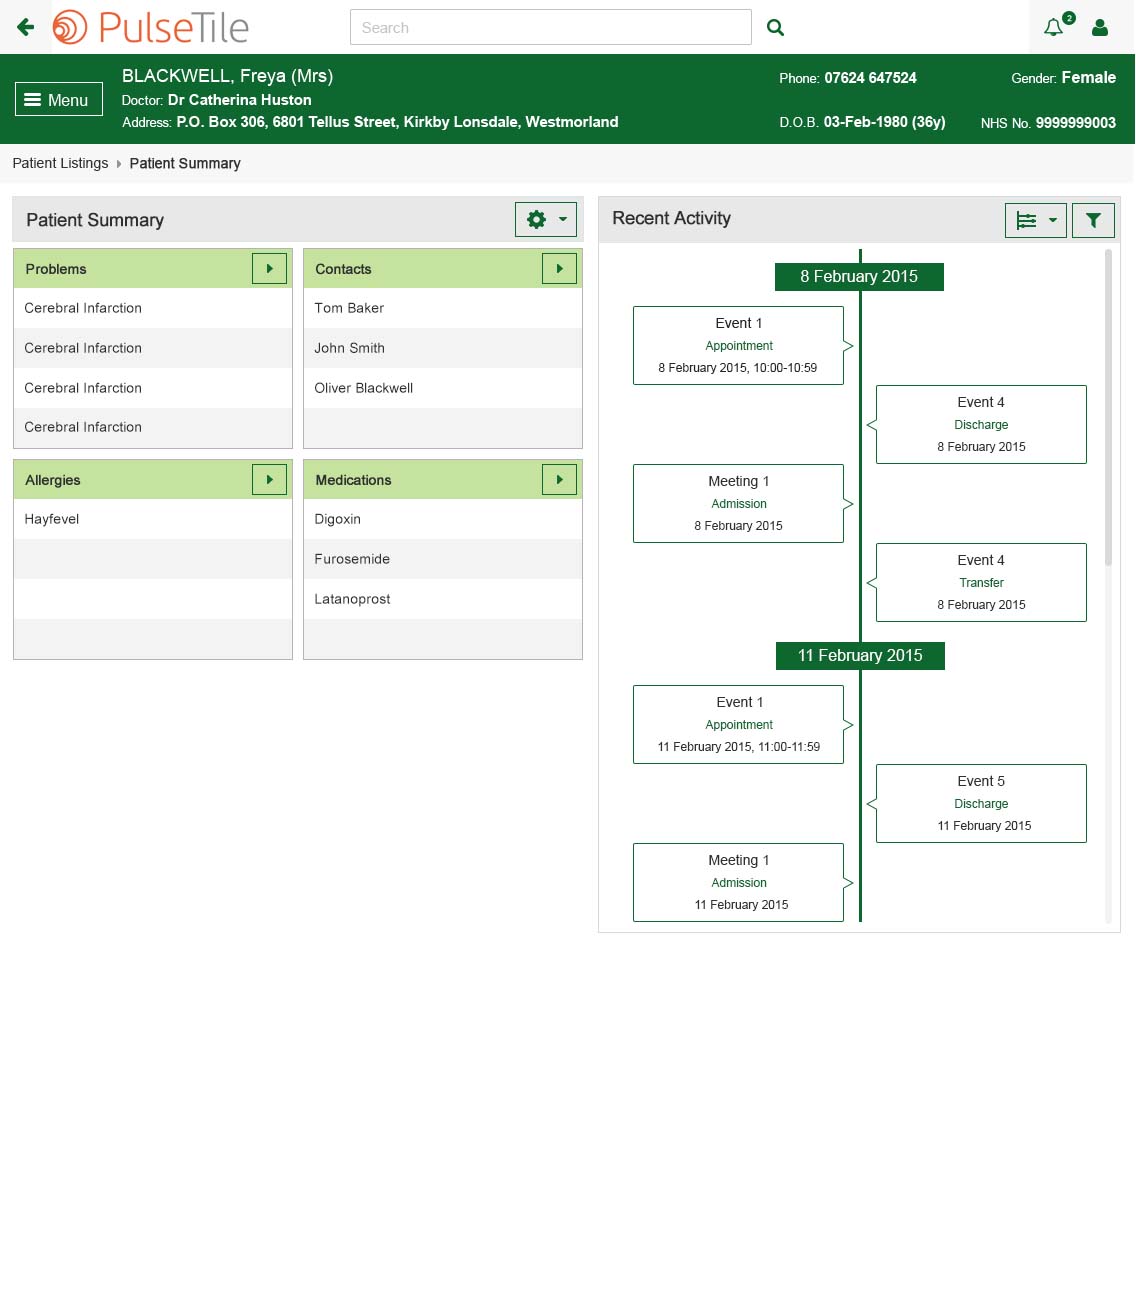 PulseTile
Search
2
Menu
BLACKWELL, Freya (Mrs)
Doctor: Dr Catherina Huston
Address: P.O. Box 306, 6801 Tellus Street, Kirkby Lonsdale, Westmorland
Phone: 07624 647524
Gender: Female
D.O.B. 03-Feb-1980 (36y)
NHS No. 9999999003
Patient Listings Patient Summary
Patient Summary
Problems
Cerebral Infarction
Cerebral Infarction
Cerebral Infarction
Cerebral Infarction
Contacts
Tom Baker
John Smith
Oliver Blackwell
Allergies
Hayfevel
Medications
Digoxin
Furosemide
Latanoprost
Recent Activity
8 February 2015
Event 1
Appointment
8 February 2015, 10:00-10:59
Event 4
Discharge
8 February 2015
Meeting 1
Admission
8 February 2015
Event 4
Transfer
8 February 2015
11 February 2015
Event 1
Appointment
11 February 2015, 11:00-11:59
Event 5
Discharge
11 February 2015
Meeting 1
Admission
11 February 2015